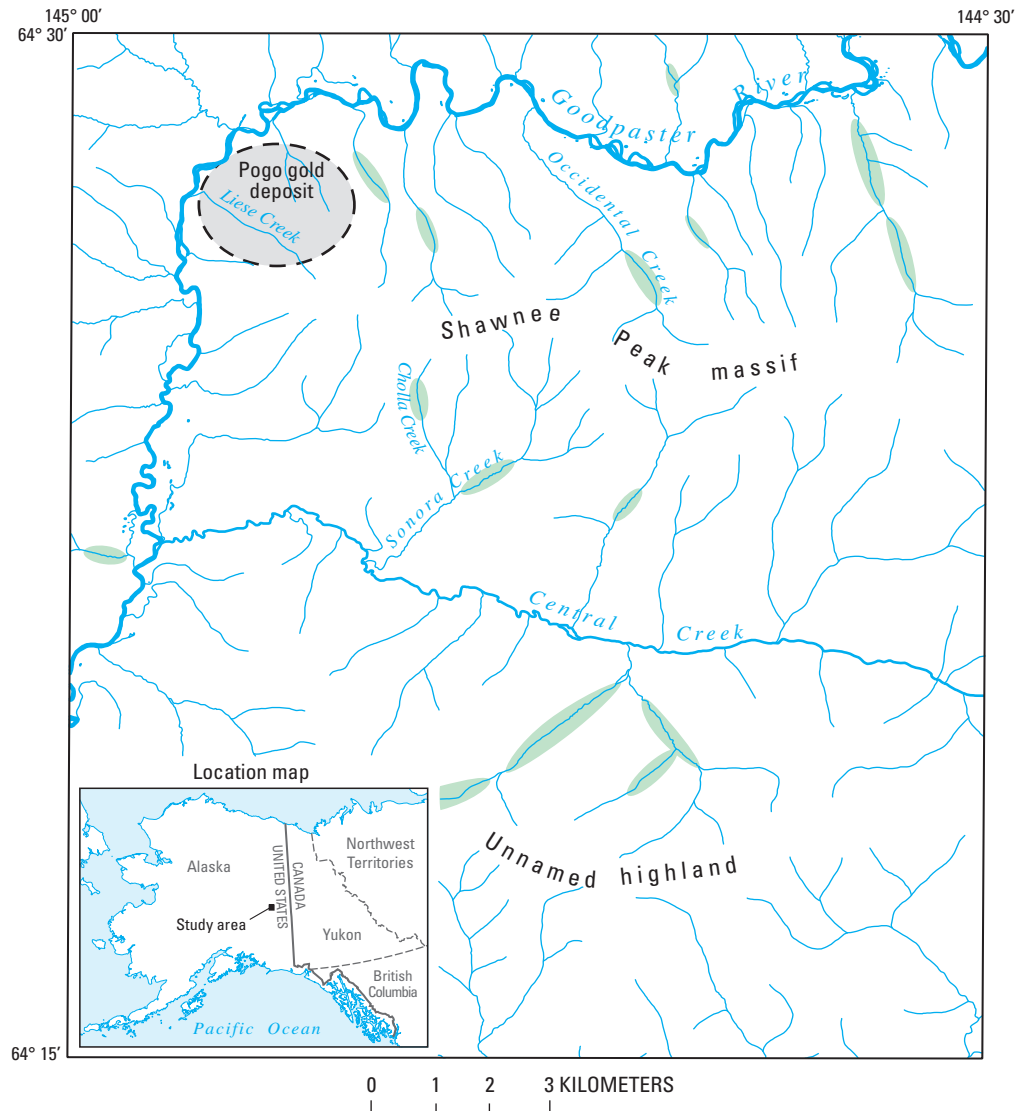 145° 00'
144° 30'
64° 30'
Goodpaster River
Pogo gold
deposit
Liese Creek
Occidental Creek
Shawnee Peak massif
Cholla Creek
Sonora Creek
Central Creek
Location map
Northwest
Territories
Alaska
CANADA
UNITED STATES
Study area
Yukon
British
Columbia
Pacific Ocean
Unnamed highland
64° 15'
0 1 2 3 KILOMETERS